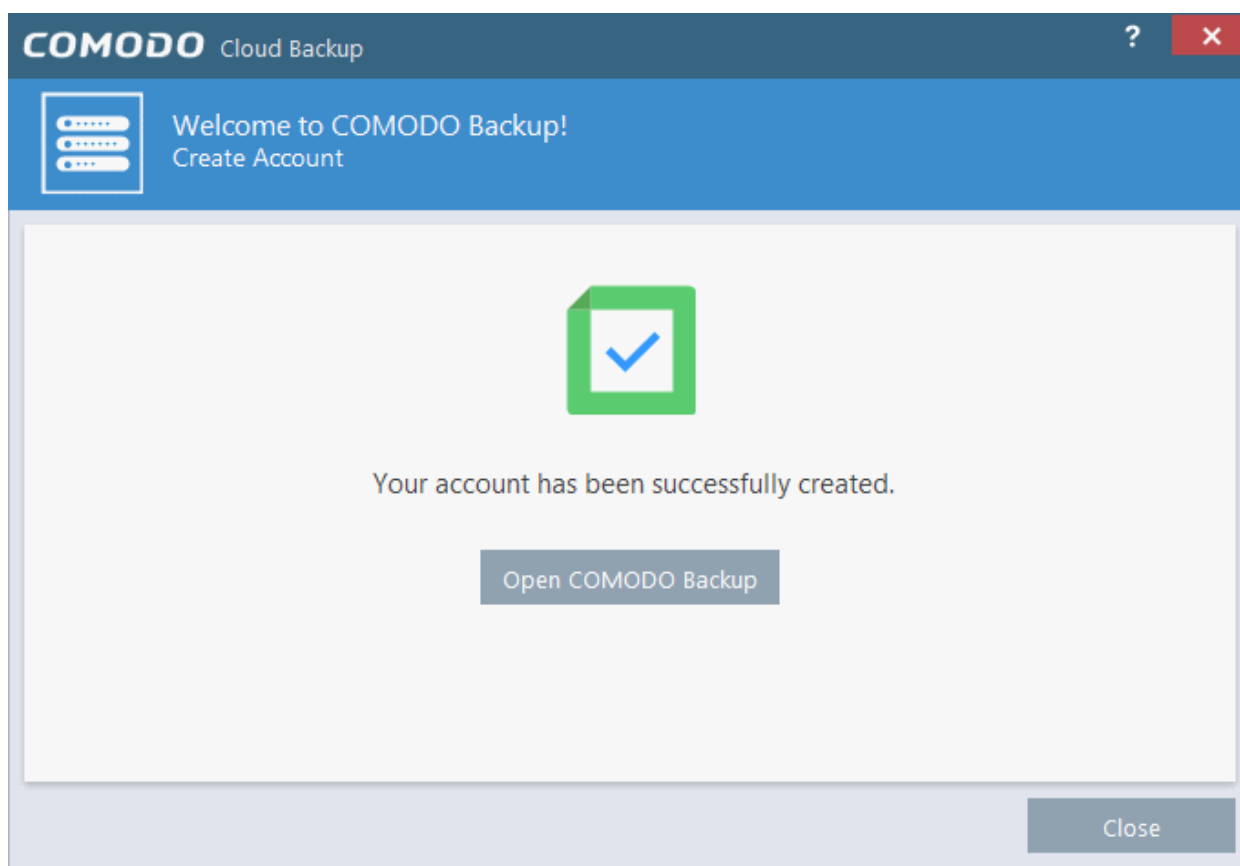 COMODO Cloud Backup ?
Welcome to COMODO Backup!
Create Account
Your account has been successfully created.
Open COMODO Backup
Close